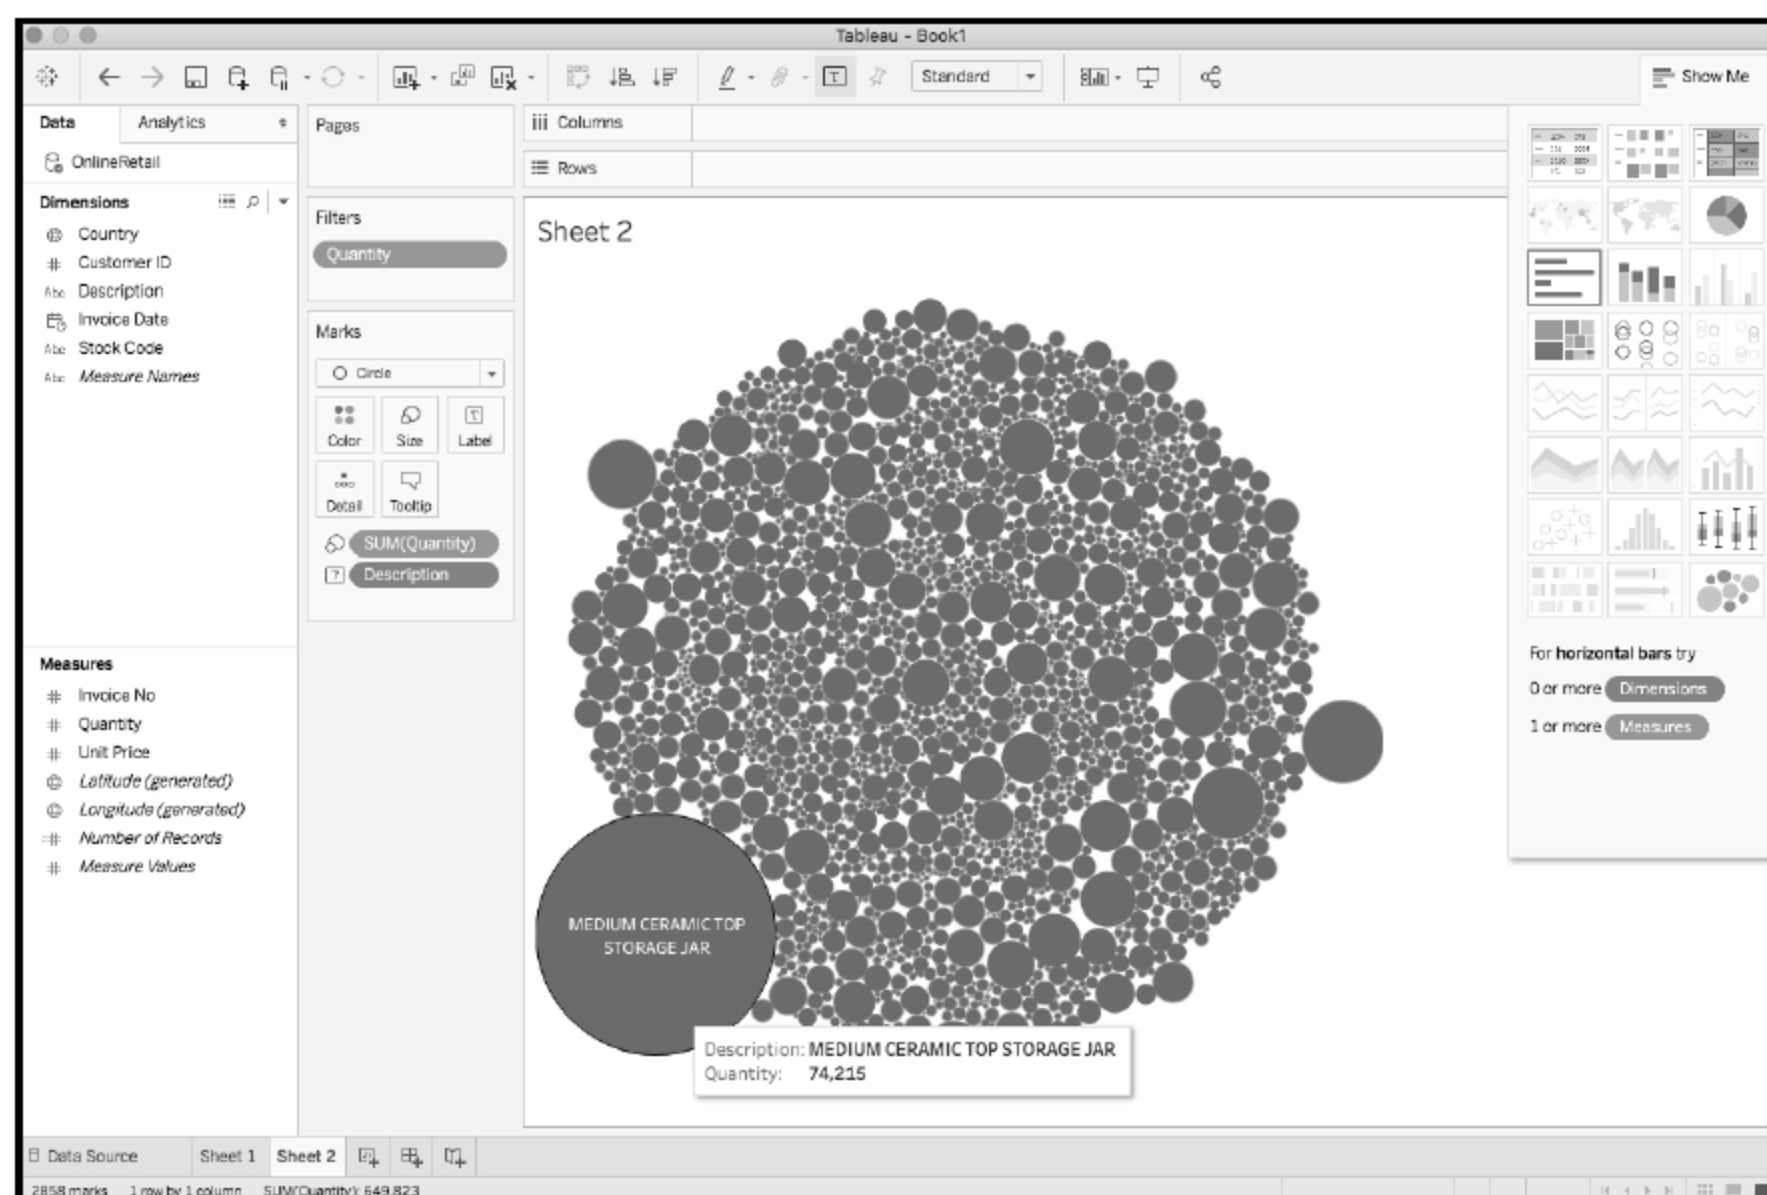 Tableau - Book1
Standard
Show Me
Data
Analytics
Pages
iii Columns
Rows
OnlineRetail
Dimensions
Country
# Customer ID
Abc Description
Invoice Date
Abc Stock Code
Abc Measure Names
Filters
Quantity
Marks
Circle
Color
Size
Label
Detail
Tooltip
SUM(Quantity)
Description
Measures
# Invoice No
# Quantity
# Unit Price
Latitude (generated)
Longitude (generated)
=# Number of Records
# Measure Values
Sheet 2
MEDIUM CERAMIC TOP
STORAGE JAR
Description: MEDIUM CERAMIC TOP STORAGE JAR
Quantity: 74,215
For horizontal bars try
0 or more Dimensions
1 or more Measures
Data Source
Sheet 1
Sheet 2
2858 marks
1 row by 1 column
SUM(Quantity): 649,823